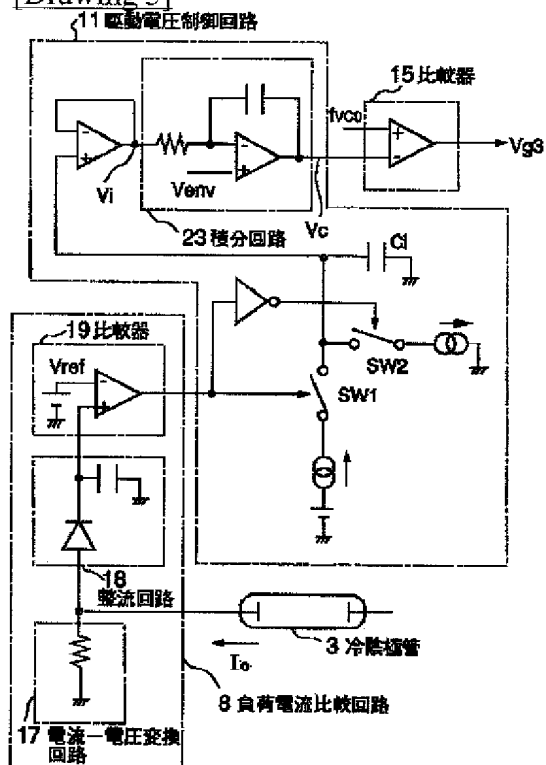 [Drawing 3]
11 駆動電圧制御回路
15 比較器
fvco
Vg3
Vi
Venv
Vc
23 積分回路
CI
19 比較器
Vref
SW2
SW1
18
整流回路
3 冷陰極管
Io
8 負荷電流比較回路
17 電流－電圧変換
回路